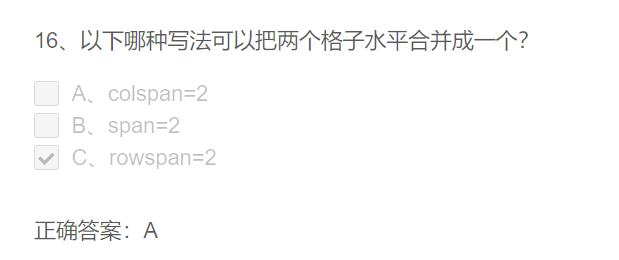 16、以下哪种写法可以把两个格子水平合并成一个？
A、colspan=2
B、span=2
C、rowspan=2
正确答案：A